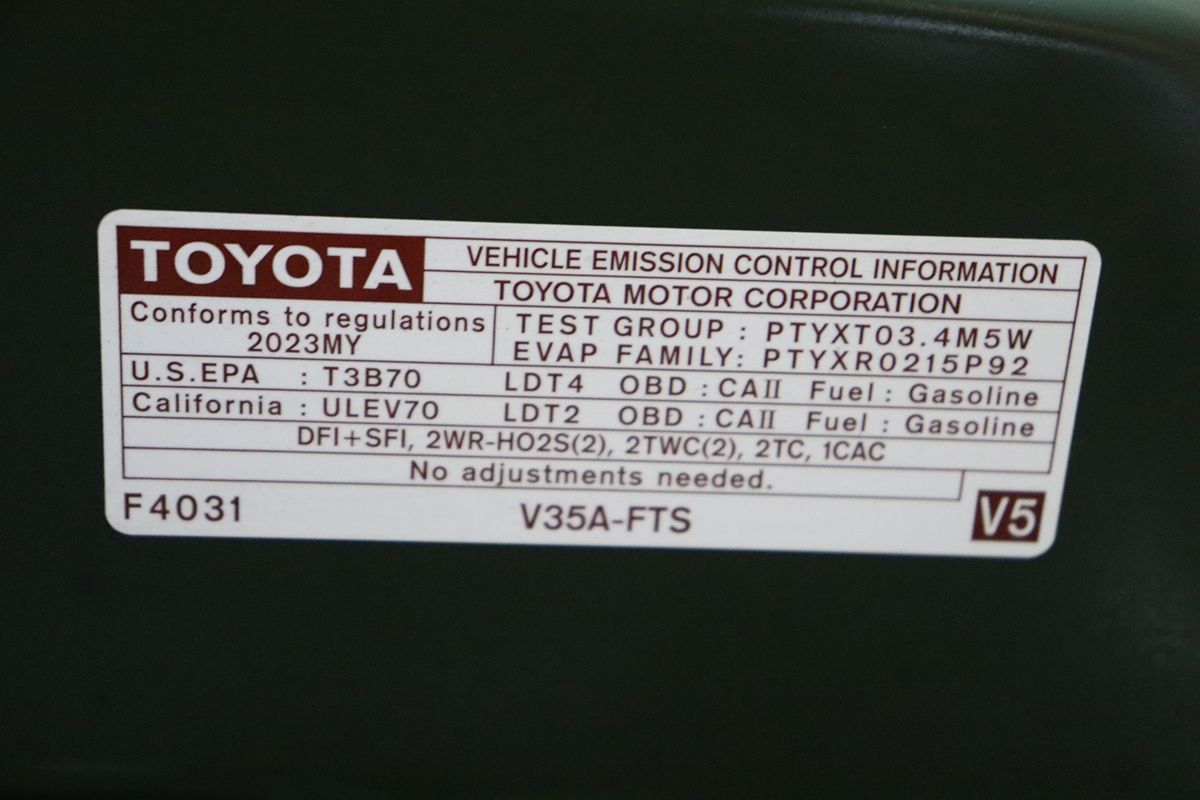 TOYOTA
VEHICLE EMISSION CONTROL INFORMATION
TOYOTA MOTOR CORPORATION
Conforms to regulations
2023MY
TEST GROUP : PTYXT03.4M5W
EVAP FAMILY: PTYXR0215P92
U.S.EPA : T3B70 LDT4 OBD : CAII Fuel : Gasoline
California : ULEV70 LDT2 OBD : CAII Fuel : Gasoline
DFI+SFI, 2WR-HO2S(2), 2TWC(2), 2TC, 1CAC
No adjustments needed.
F4031 V35A-FTS V5